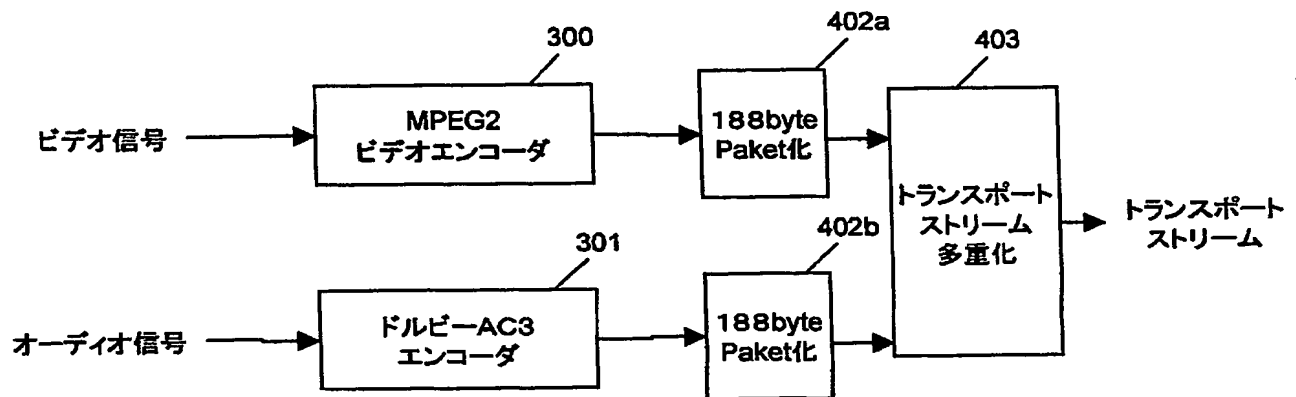 300
402a
403
ビデオ信号
MPEG2
ビデオエンコーダ
188byte
Paket化
トランスポート
ストリーム
多重化
トランスポート
ストリーム
301
402b
オーディオ信号
ドルビーAC3
エンコーダ
188byte
Paket化